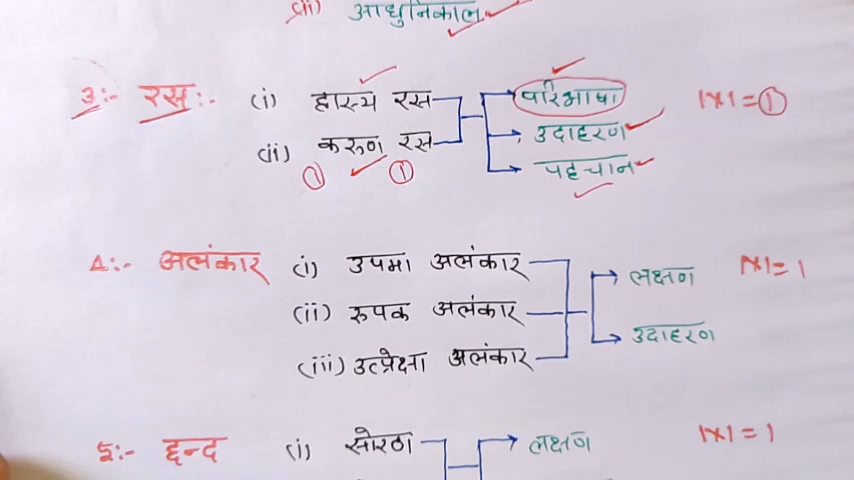 (ii) आधुनिकाल
3:- रस:- (i) हास्य रस परिभाषा 1×1=1
(ii) करुण रस उदाहरण
1 1 पहचान
4:- अलंकार (i) उपमा अलंकार लक्षण 1×1=1
(ii) रुपक अलंकार उदाहरण
(iii) उत्प्रेक्षा अलंकार
5:- छन्द (i) सोरठा लक्षण 1×1=1